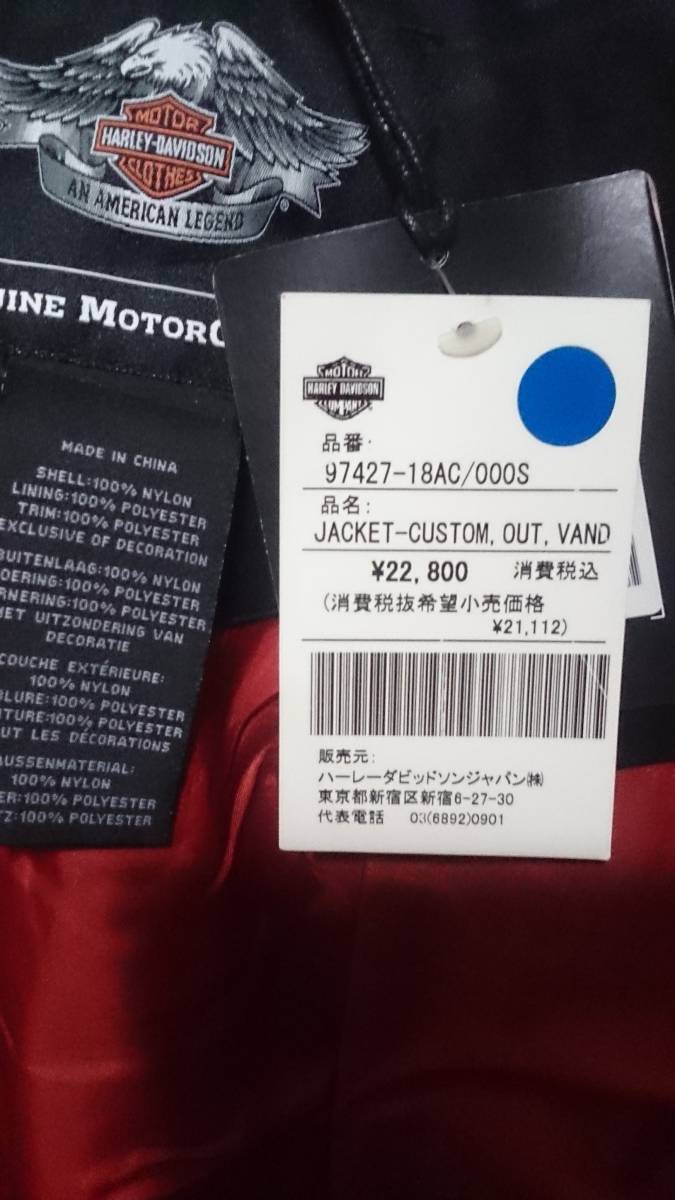 MOTOR
HARLEY-DAVIDSON
CLOTHES
AN AMERICAN LEGEND
®
UINE MOTORC
MADE IN CHINA
SHELL:100% NYLON
LINING:100% POLYESTER
TRIM:100% POLYESTER
EXCLUSIVE OF DECORATION
BUITENLAAG:100% NYLON
OERING:100% POLYESTER
RNERING:100% POLYESTER
MET UITZONDERING VAN
DECORATIE
COUCHE EXTÉRIEURE:
100% NYLON
BLURE:100% POLYESTER
ITURE:100% POLYESTER
UT LES DÉCORATIONS
AUSSENMATERIAL:
100% NYLON
ER:100% POLYESTER
TZ:100% POLYESTER
MOTOR
HARLEY-DAVIDSON
COMPANY
品番:
97427-18AC/000S
品名:
JACKET-CUSTOM, OUT, VAND
¥22,800 消費税込
(消費税抜希望小売価格
¥21,112)
販売元:
ハーレーダビッドソンジャパン㈱
東京都新宿区新宿6-27-30
代表電話 03(6892)0901